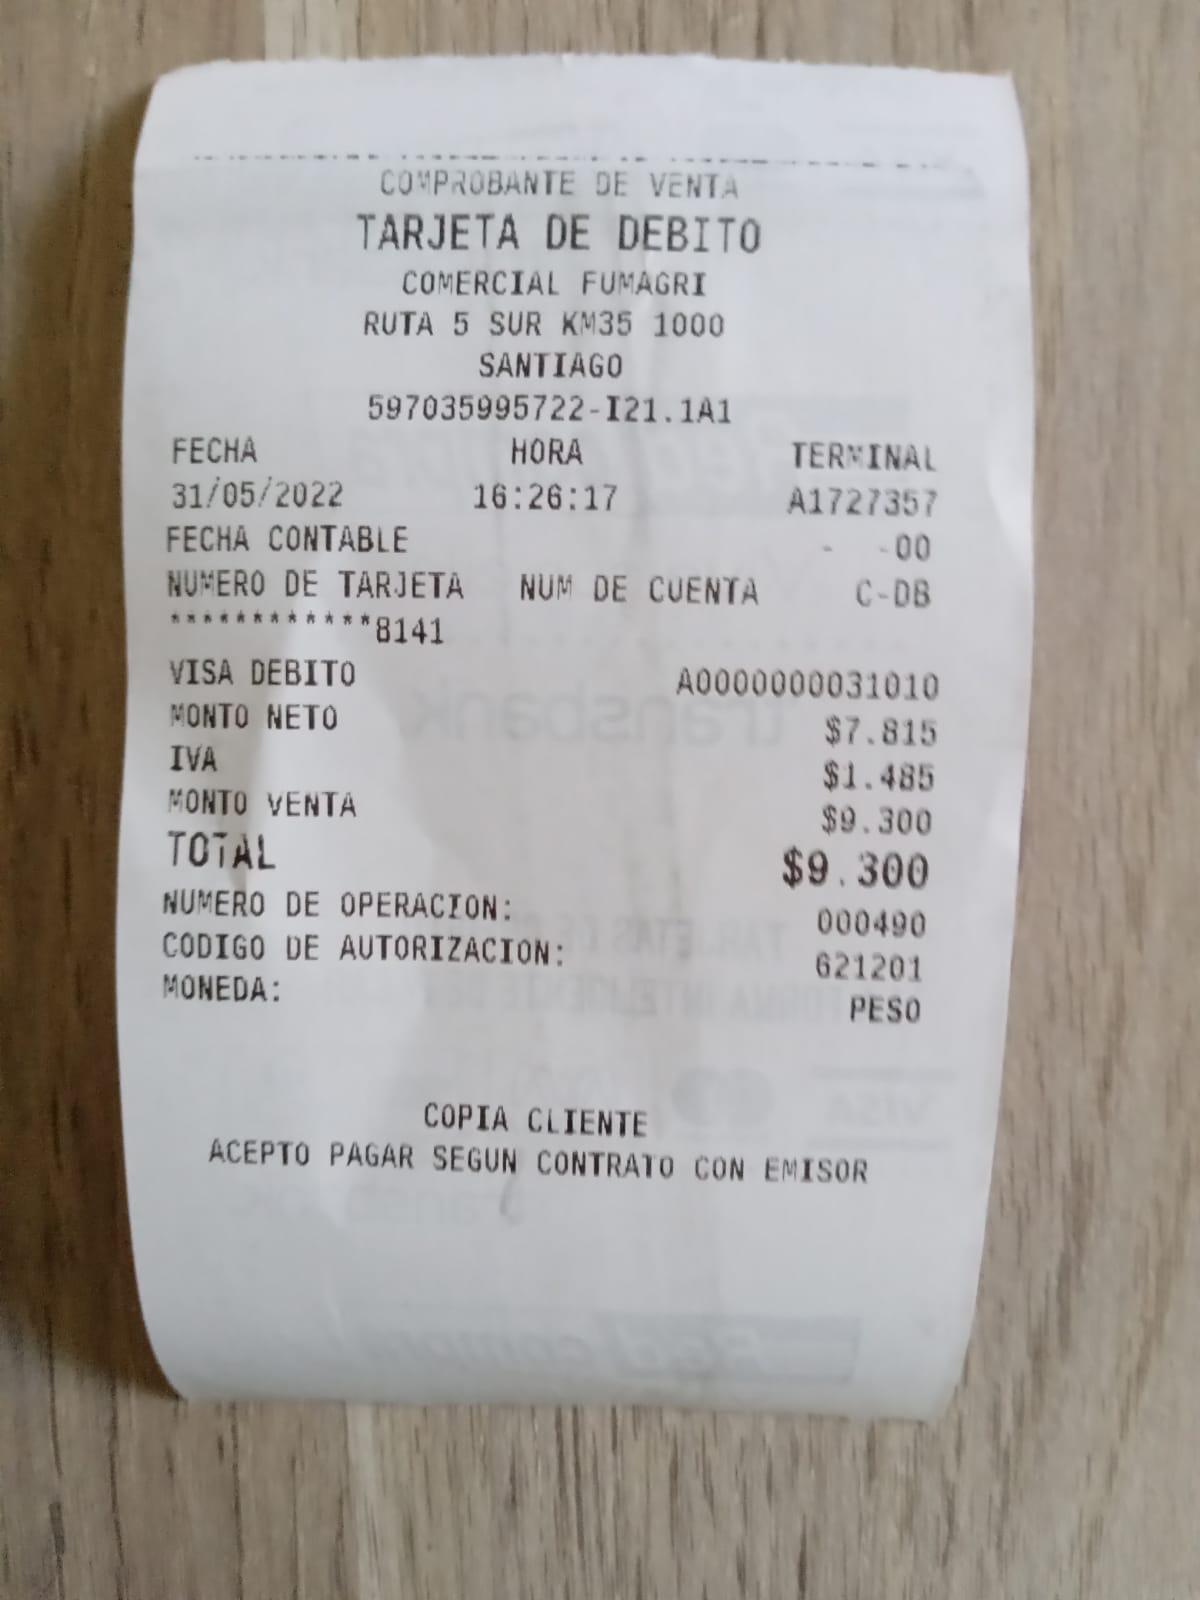 COMPROBANTE DE VENTA
TARJETA DE DEBITO
COMERCIAL FUMAGRI
RUTA 5 SUR KM35 1000
SANTIAGO
597035995722-I21.1A1
FECHA HORA TERMINAL
31/05/2022 16:26:17 A1727357
FECHA CONTABLE - -00
NUMERO DE TARJETA NUM DE CUENTA C-DB
************8141
VISA DEBITO A0000000031010
MONTO NETO $7.815
IVA $1.485
MONTO VENTA $9.300
TOTAL $9.300
NUMERO DE OPERACION: 000490
CODIGO DE AUTORIZACION: 621201
MONEDA: PESO
COPIA CLIENTE
ACEPTO PAGAR SEGUN CONTRATO CON EMISOR